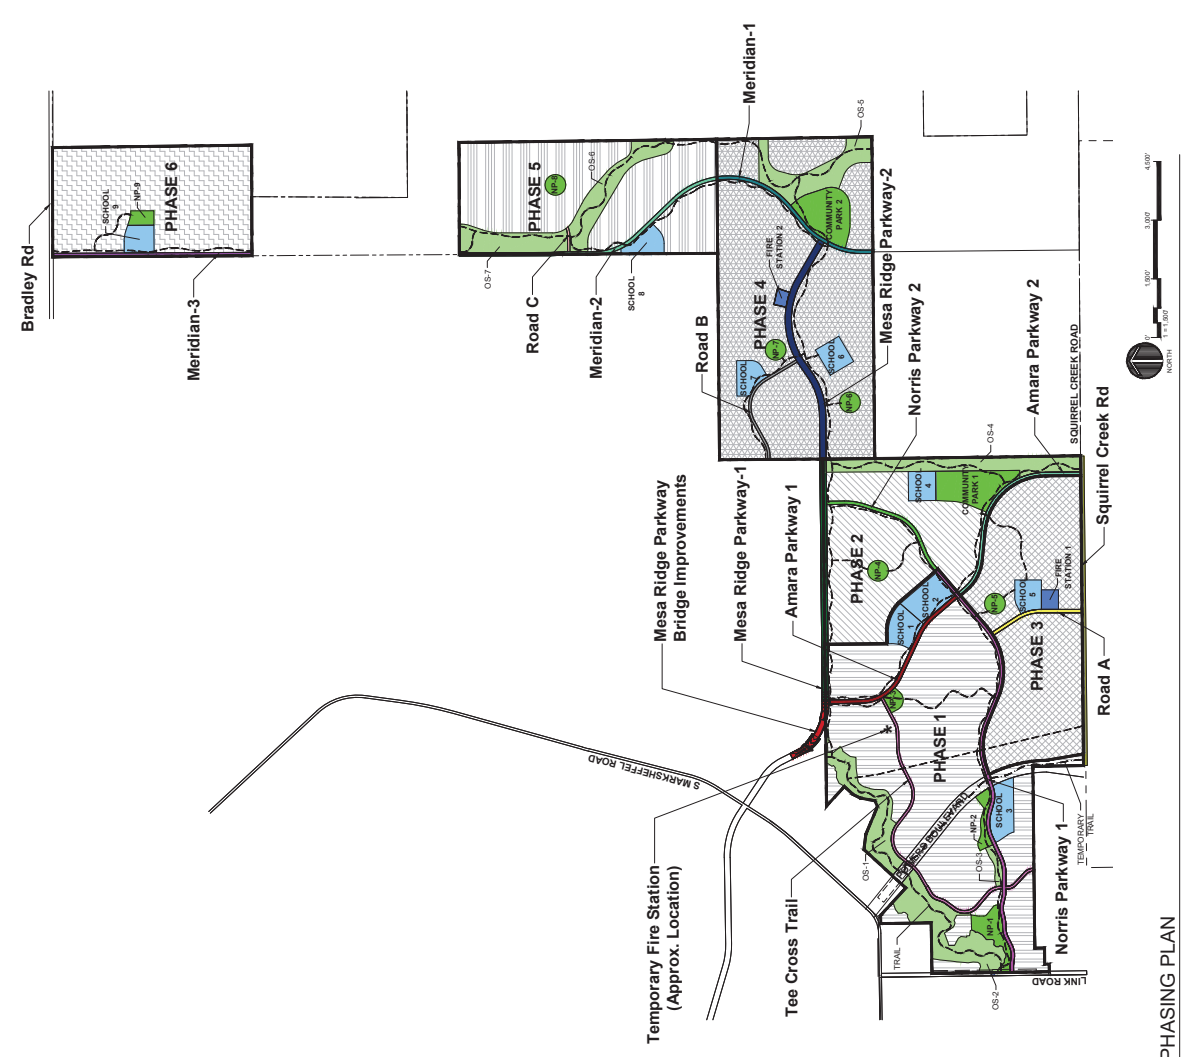 Bradley Rd
SCHOOL
9
NP-9
PHASE 6
Meridian-3
OS-7
PHASE 5
NP-8
OS-6
Road C
Meridian-2
SCHOOL
8
Meridian-1
OS-5
COMMUNITY
PARK 2
FIRE
STATION 2
PHASE 4
Road B
SCHOOL
7
NP-7
SCHOOL
6
NP-6
Mesa Ridge Parkway-2
Norris Parkway 2
Amara Parkway 2
SQUIRREL CREEK ROAD
Squirrel Creek Rd
OS-4
SCHOOL
4
COMMUNITY
PARK 1
Mesa Ridge Parkway
Bridge Improvements
Mesa Ridge Parkway-1
Amara Parkway 1
PHASE 2
NP-4
SCHOOL
1
SCHOOL
2
NP-5
SCHOOL
5
FIRE
STATION 1
PHASE 3
Road A
S MARKSHEFFEL ROAD
PHASE 1
SCHOOL
3
NP-2
OS-3
OS-1
TEMPORARY
TRAIL
Temporary Fire Station
(Approx. Location)
Tee Cross Trail
TRAIL
NP-1
OS-2
Norris Parkway 1
LINK ROAD
0'
1,500'
3,000'
4,500'
1" = 1,500'
NORTH
PHASING PLAN